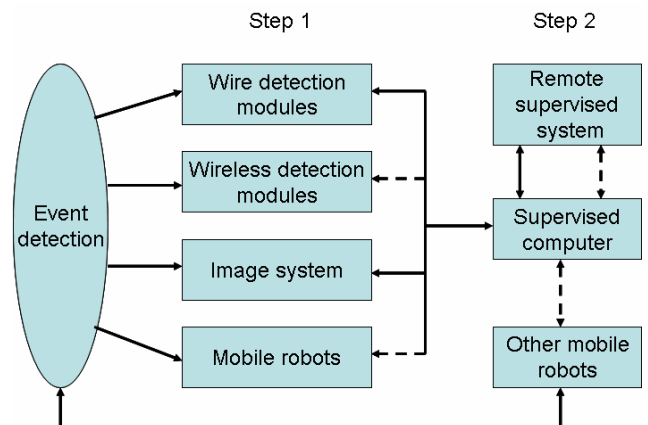 Step 1
Step 2
Event
detection
Wire detection
modules
Wireless detection
modules
Image system
Mobile robots
Remote
supervised
system
Supervised
computer
Other mobile
robots